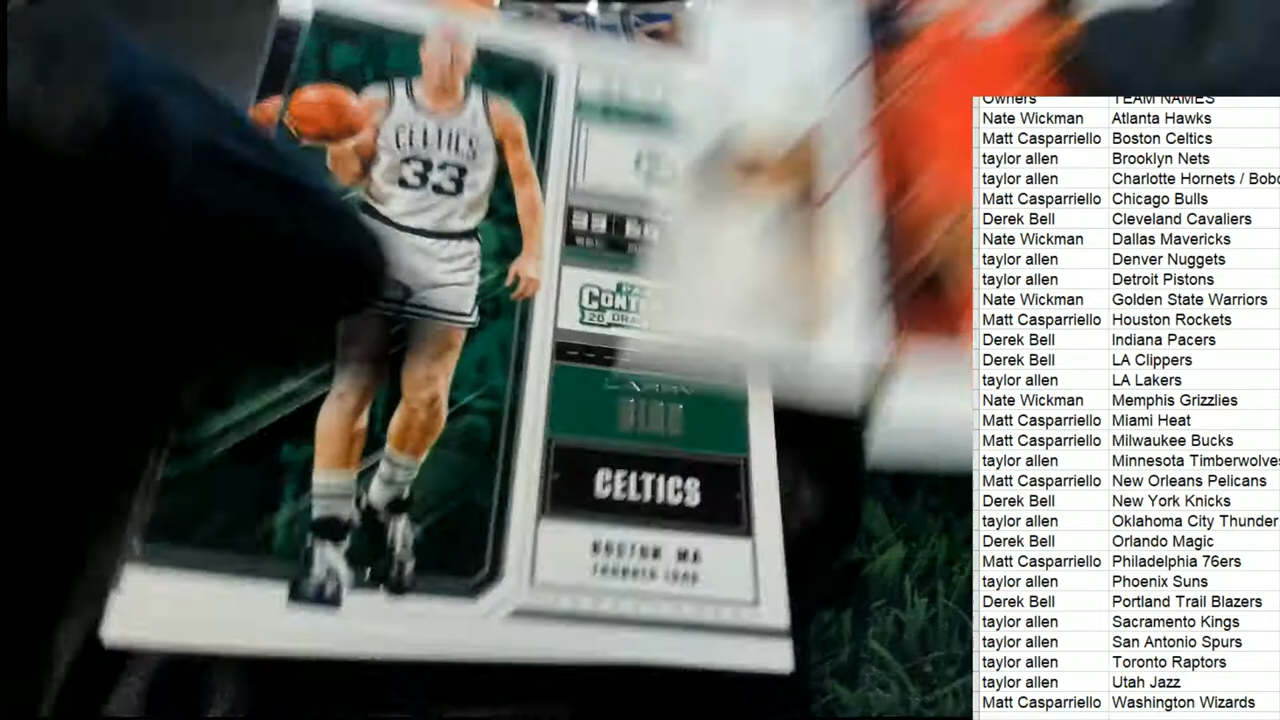 CELTICS
33
CELTICS
BOSTON MA
Owners TEAM NAMES
Nate Wickman Atlanta Hawks
Matt Casparriello Boston Celtics
taylor allen Brooklyn Nets
taylor allen Charlotte Hornets / Bobc
Matt Casparriello Chicago Bulls
Derek Bell Cleveland Cavaliers
Nate Wickman Dallas Mavericks
taylor allen Denver Nuggets
taylor allen Detroit Pistons
Nate Wickman Golden State Warriors
Matt Casparriello Houston Rockets
Derek Bell Indiana Pacers
Derek Bell LA Clippers
taylor allen LA Lakers
Nate Wickman Memphis Grizzlies
Matt Casparriello Miami Heat
Matt Casparriello Milwaukee Bucks
taylor allen Minnesota Timberwolves
Matt Casparriello New Orleans Pelicans
Derek Bell New York Knicks
taylor allen Oklahoma City Thunder
Derek Bell Orlando Magic
Matt Casparriello Philadelphia 76ers
taylor allen Phoenix Suns
Derek Bell Portland Trail Blazers
taylor allen Sacramento Kings
taylor allen San Antonio Spurs
taylor allen Toronto Raptors
taylor allen Utah Jazz
Matt Casparriello Washington Wizards